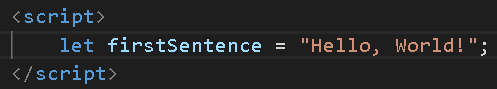 <script>
let firstSentence = "Hello, World!";
</script>